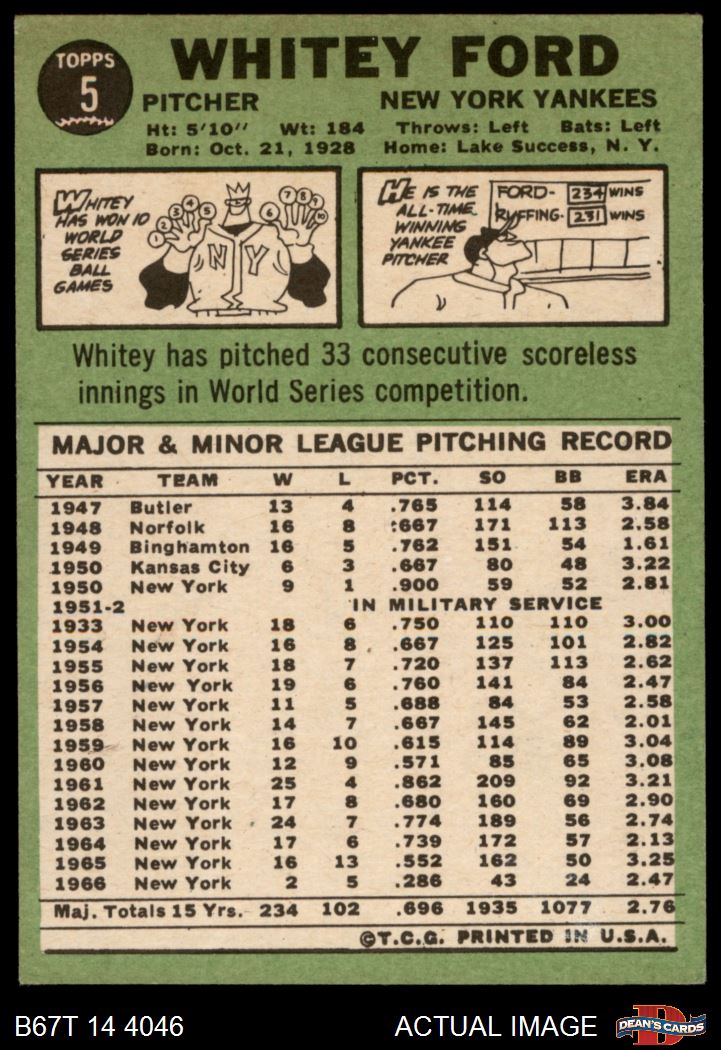 TOPPS
5
WHITEY FORD
PITCHER NEW YORK YANKEES
Ht: 5'10" Wt: 184 Throws: Left Bats: Left
Born: Oct. 21, 1928 Home: Lake Success, N. Y.
WHITEY
HAS WON 10
WORLD
SERIES
BALL
GAMES
1 2 3 4 5 6 7 8 9 10
NY
HE IS THE
ALL-TIME
WINNING
YANKEE
PITCHER
FORD- 234 WINS
RUFFING- 231 WINS
Whitey has pitched 33 consecutive scoreless
innings in World Series competition.
MAJOR & MINOR LEAGUE PITCHING RECORD
YEAR TEAM W L PCT. SO BB ERA
1947 Butler 13 4 .765 114 58 3.84
1948 Norfolk 16 8 .667 171 113 2.58
1949 Binghamton 16 5 .762 151 54 1.61
1950 Kansas City 6 3 .667 80 48 3.22
1950 New York 9 1 .900 59 52 2.81
1951-2 IN MILITARY SERVICE
1933 New York 18 6 .750 110 110 3.00
1954 New York 16 8 .667 125 101 2.82
1955 New York 18 7 .720 137 113 2.62
1956 New York 19 6 .760 141 84 2.47
1957 New York 11 5 .688 84 53 2.58
1958 New York 14 7 .667 145 62 2.01
1959 New York 16 10 .615 114 89 3.04
1960 New York 12 9 .571 85 65 3.08
1961 New York 25 4 .862 209 92 3.21
1962 New York 17 8 .680 160 69 2.90
1963 New York 24 7 .774 189 56 2.74
1964 New York 17 6 .739 172 57 2.13
1965 New York 16 13 .552 162 50 3.25
1966 New York 2 5 .286 43 24 2.47
Maj. Totals 15 Yrs. 234 102 .696 1935 1077 2.76
©T.C.G. PRINTED IN U.S.A.
B67T 14 4046 ACTUAL IMAGE D DEAN'S CARDS